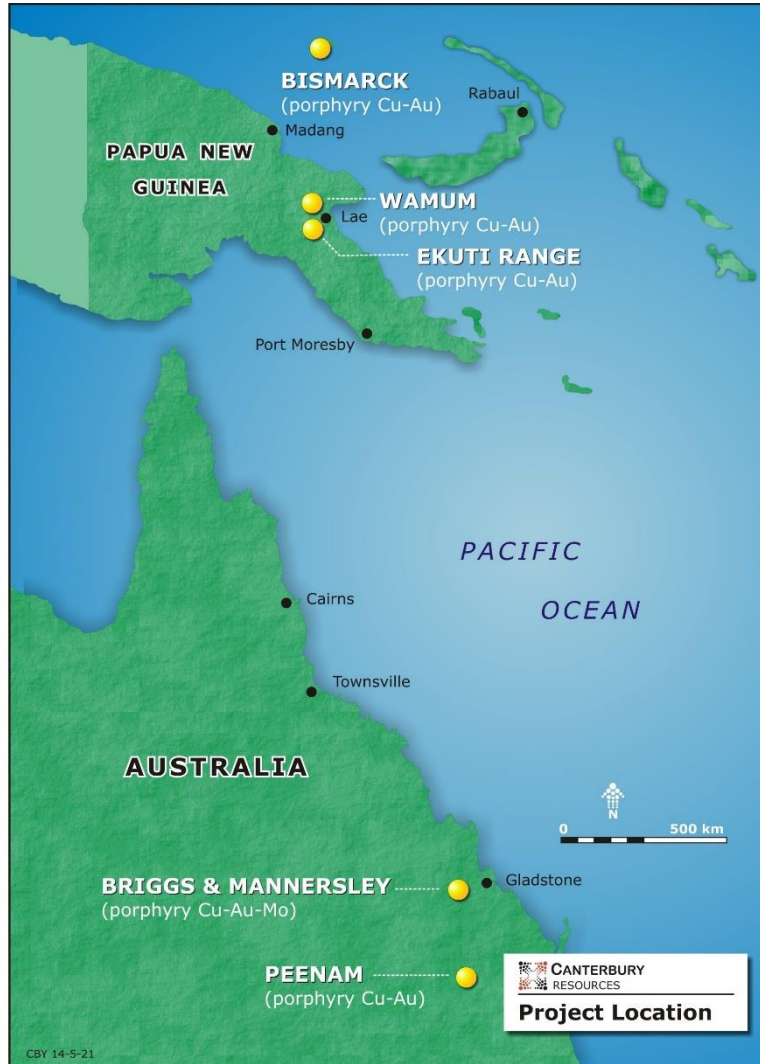 BISMARCK
(porphyry Cu-Au)
Rabaul
Madang
PAPUA NEW
GUINEA
WAMUM
(porphyry Cu-Au)
Lae
EKUTI RANGE
(porphyry Cu-Au)
Port Moresby
PACIFIC
OCEAN
Cairns
Townsville
AUSTRALIA
N
0 500 km
BRIGGS & MANNERSLEY
(porphyry Cu-Au-Mo)
Gladstone
PEENAM
(porphyry Cu-Au)
CANTERBURY
RESOURCES
Project Location
CBY 14-5-21